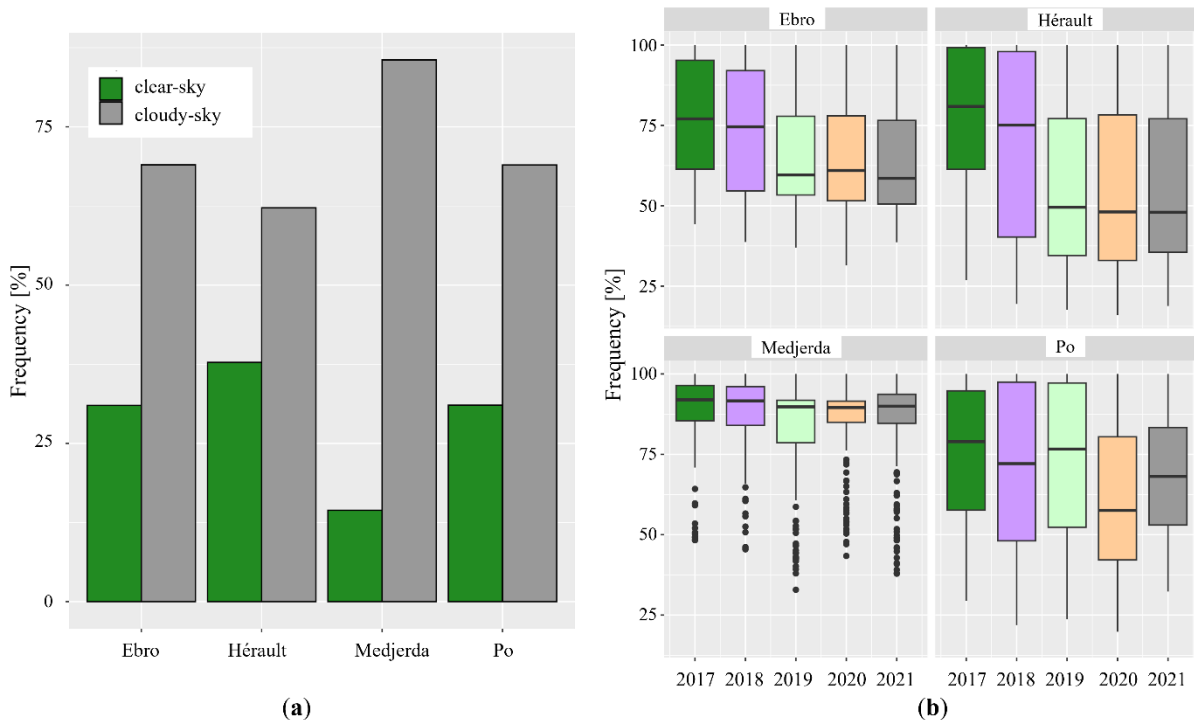 clear-sky
cloudy-sky
Frequency [%]
75
50
25
0
Ebro
Hérault
Medjerda
Po
(a)
Ebro
Hérault
100
75
50
25
Frequency [%]
Medjerda
Po
100
75
50
25
2017 2018 2019 2020 2021
2017 2018 2019 2020 2021
(b)